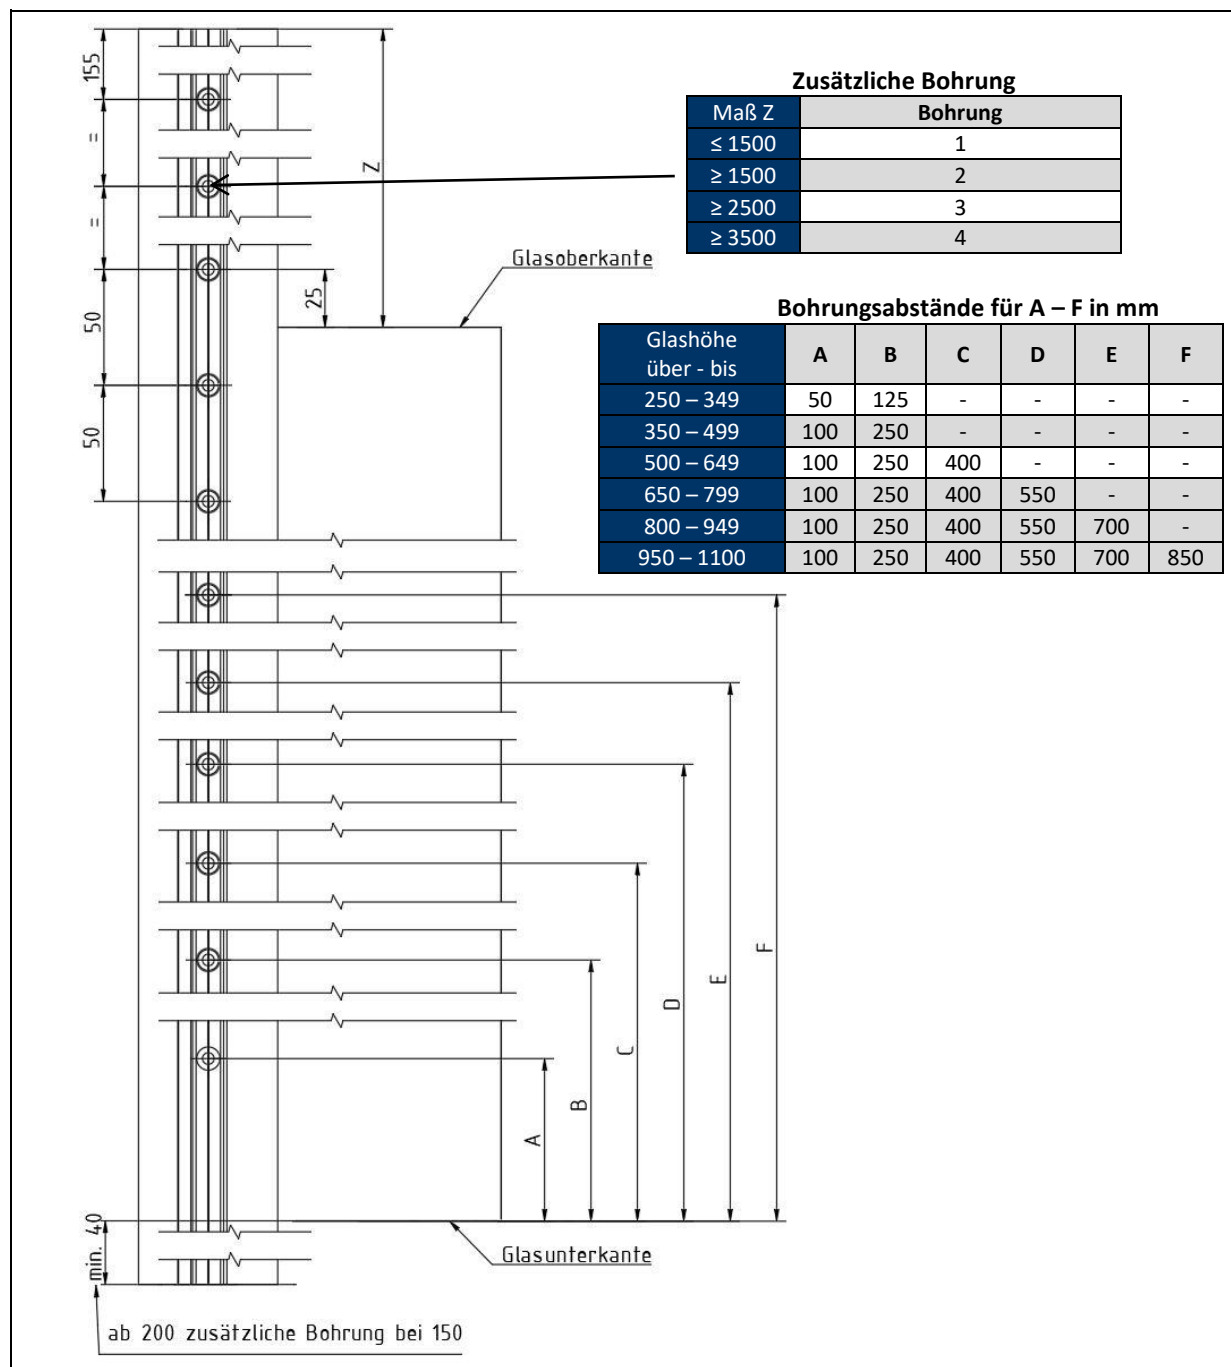 155
=
=
50
50
Z
25
Glasoberkante
Zusätzliche Bohrung
Maß Z Bohrung
≤ 1500 1
≥ 1500 2
≥ 2500 3
≥ 3500 4
Bohrungsabstände für A – F in mm
Glashöhe
über - bis A B C D E F
250 – 349 50 125 - - - -
350 – 499 100 250 - - - -
500 – 649 100 250 400 - - -
650 – 799 100 250 400 550 - -
800 – 949 100 250 400 550 700 -
950 – 1100 100 250 400 550 700 850
F
E
D
C
B
A
min. 40
Glasunterkante
ab 200 zusätzliche Bohrung bei 150